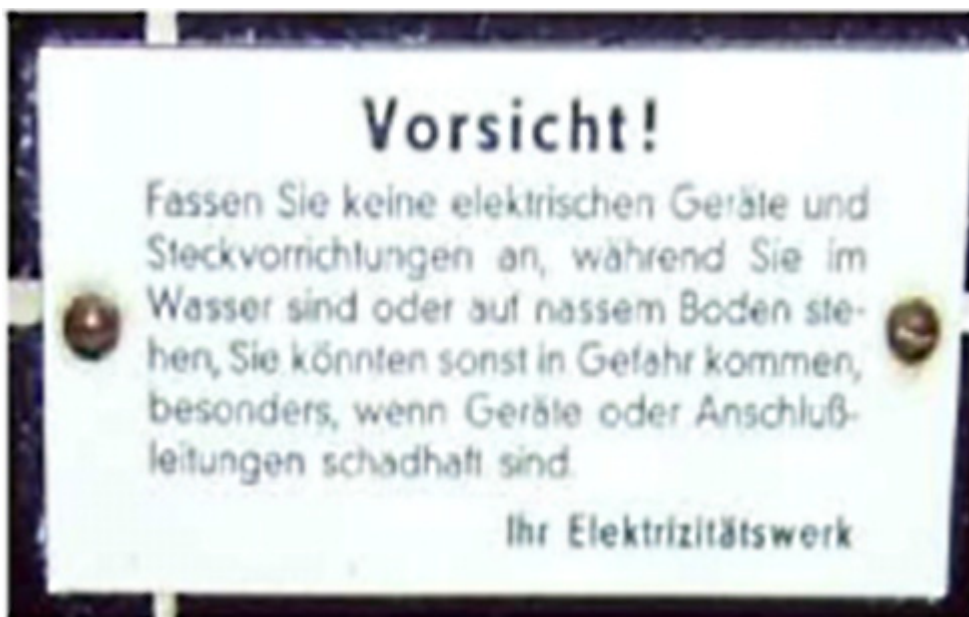 Vorsicht!
Fassen Sie keine elektrischen Geräte und
Steckvorrichtungen an, während Sie im
Wasser sind oder auf nassem Boden ste-
hen, Sie könnten sonst in Gefahr kommen,
besonders, wenn Geräte oder Anschluß-
leitungen schadhaft sind.
Ihr Elektrizitätswerk